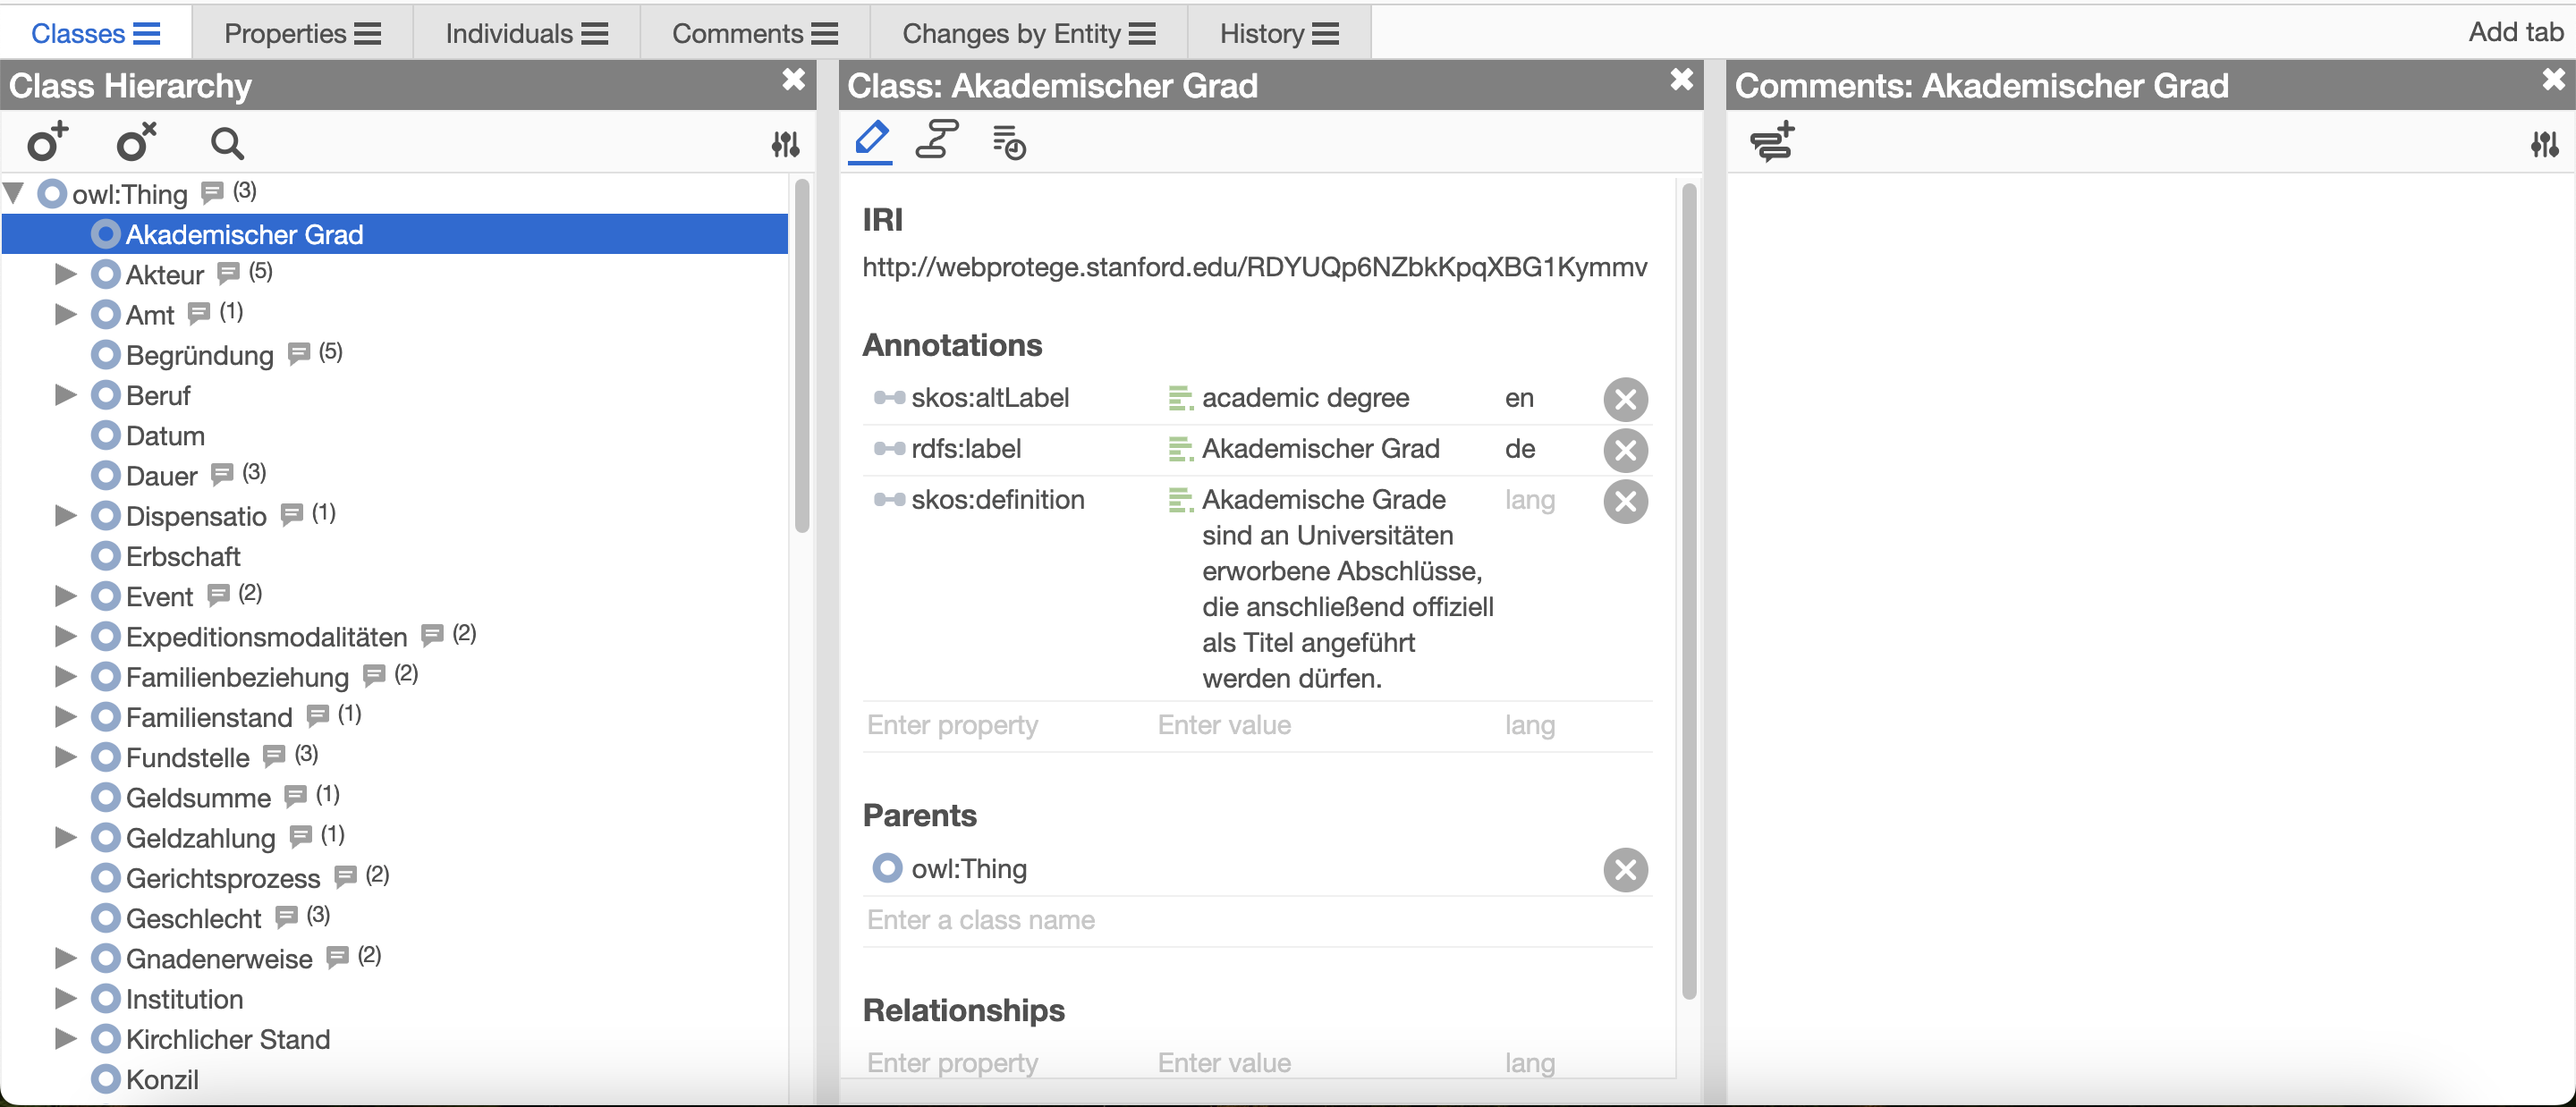 Classes
Properties
Individuals
Comments
Changes by Entity
History
Add tab
Class Hierarchy
owl:Thing (3)
Akademischer Grad
Akteur (5)
Amt (1)
Begründung (5)
Beruf
Datum
Dauer (3)
Dispensatio (1)
Erbschaft
Event (2)
Expeditionsmodalitäten (2)
Familienbeziehung (2)
Familienstand (1)
Fundstelle (3)
Geldsumme (1)
Geldzahlung (1)
Gerichtsprozess (2)
Geschlecht (3)
Gnadenerweise (2)
Institution
Kirchlicher Stand
Konzil
Class: Akademischer Grad
IRI
http://webprotege.stanford.edu/RDYUQp6NZbkKpqXBG1Kymmv
Annotations
skos:altLabel academic degree en
rdfs:label Akademischer Grad de
skos:definition Akademische Grade lang
sind an Universitäten
erworbene Abschlüsse,
die anschließend offiziell
als Titel angeführt
werden dürfen.
Enter property Enter value lang
Parents
owl:Thing
Enter a class name
Relationships
Enter property Enter value lang
Comments: Akademischer Grad